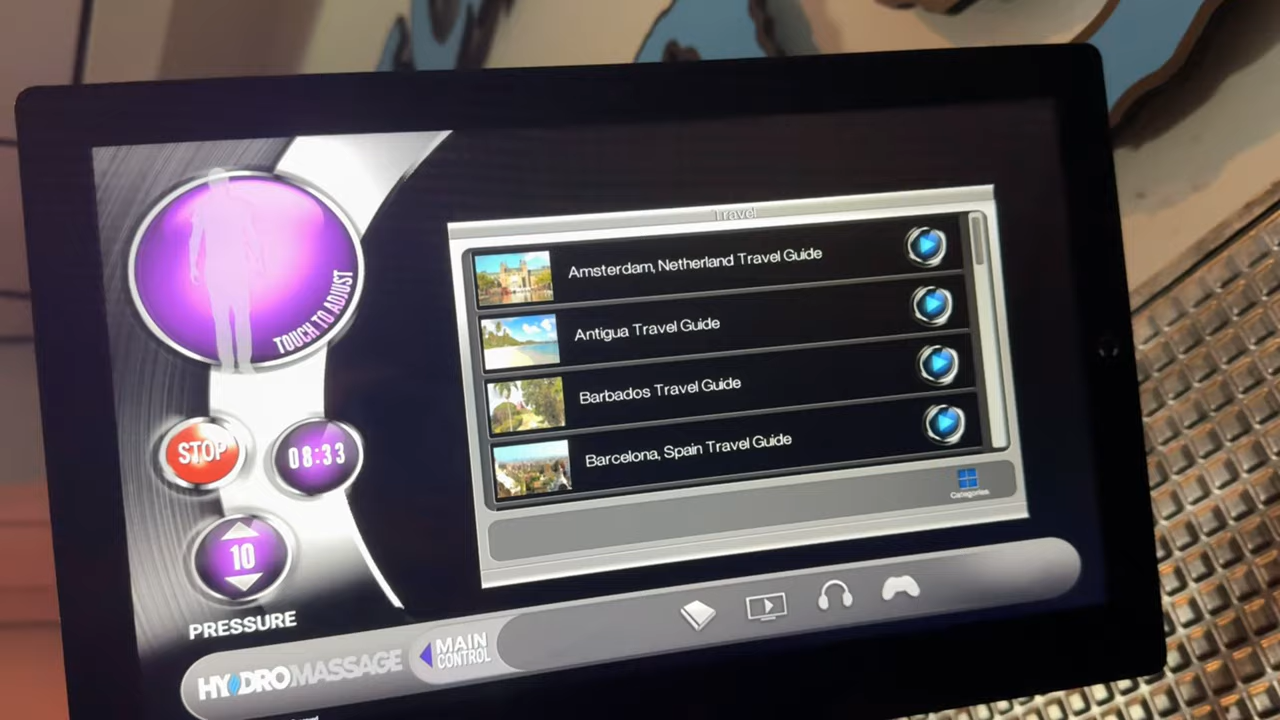 Travel
Amsterdam, Netherland Travel Guide
Antigua Travel Guide
Barbados Travel Guide
Barcelona, Spain Travel Guide
Categories
TOUCH TO ADJUST
STOP
08:33
10
PRESSURE
HYDROMASSAGE
MAIN
CONTROL